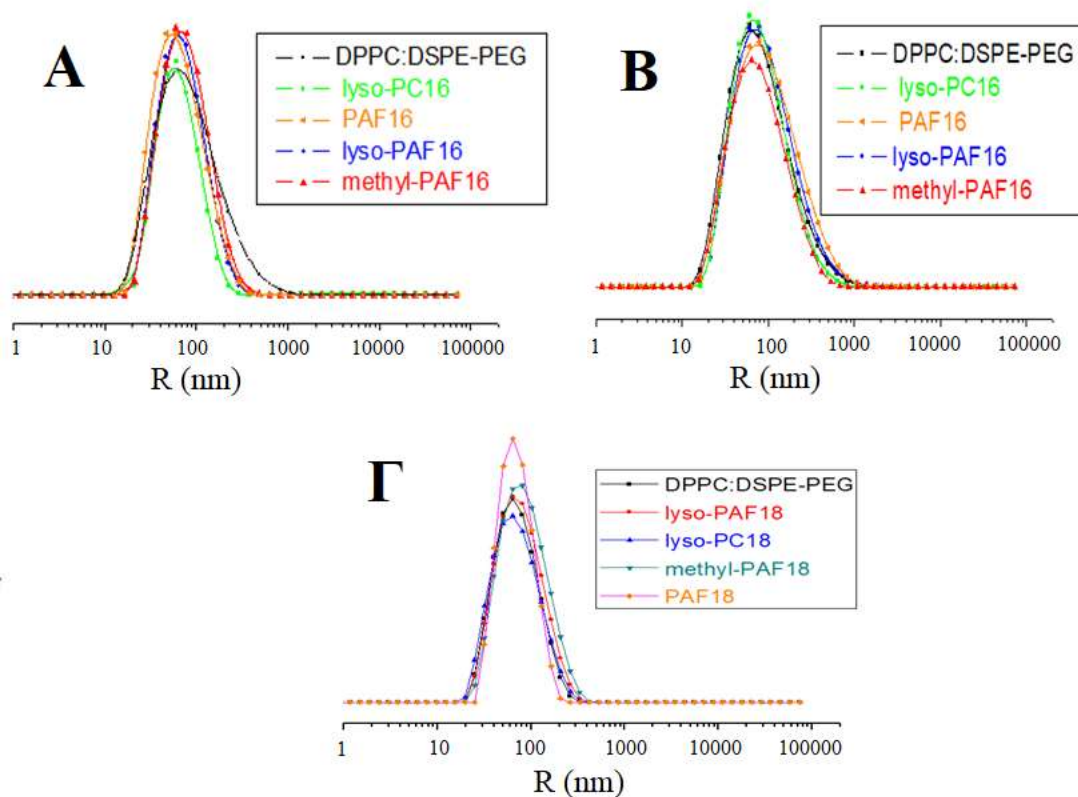 A
DPPC:DSPE-PEG
lyso-PC16
PAF16
lyso-PAF16
methyl-PAF16
1 10 100 1000 10000 100000
R (nm)
B
DPPC:DSPE-PEG
lyso-PC16
PAF16
lyso-PAF16
methyl-PAF16
1 10 100 1000 10000 100000
R (nm)
Γ
DPPC:DSPE-PEG
lyso-PAF18
lyso-PC18
methyl-PAF18
PAF18
1 10 100 1000 10000 100000
R (nm)